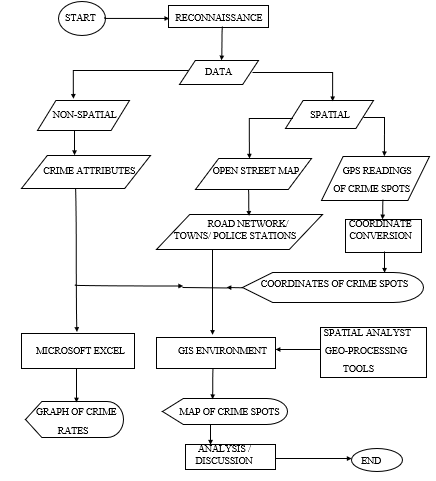 START
RECONNAISSANCE
DATA
NON-SPATIAL
SPATIAL
CRIME ATTRIBUTES
OPEN STREET MAP
GPS READINGS
OF CRIME SPOTS
ROAD NETWORK/
TOWNS/ POLICE STATIONS
COORDINATE
CONVERSION
COORDINATES OF CRIME SPOTS
MICROSOFT EXCEL
GIS ENVIRONMENT
SPATIAL ANALYST
GEO-PROCESSING
TOOLS
GRAPH OF CRIME
RATES
MAP OF CRIME SPOTS
ANALYSIS /
DISCUSSION
END